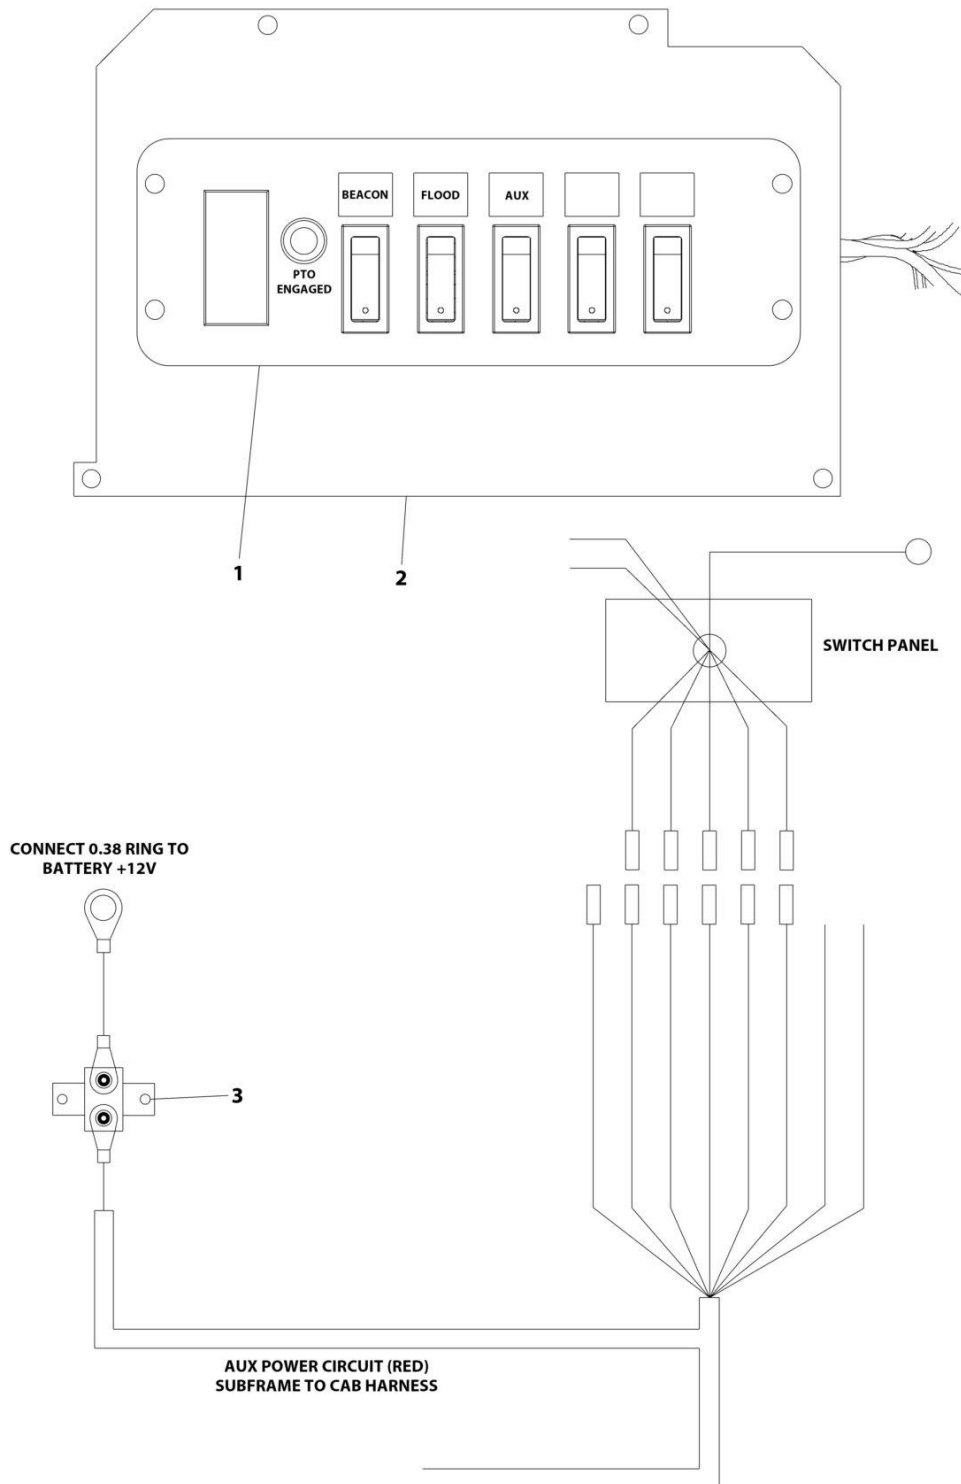 BEACON
FLOOD
AUX
PTO
ENGAGED
1
2
SWITCH PANEL
CONNECT 0.38 RING TO
BATTERY +12V
3
AUX POWER CIRCUIT (RED)
SUBFRAME TO CAB HARNESS